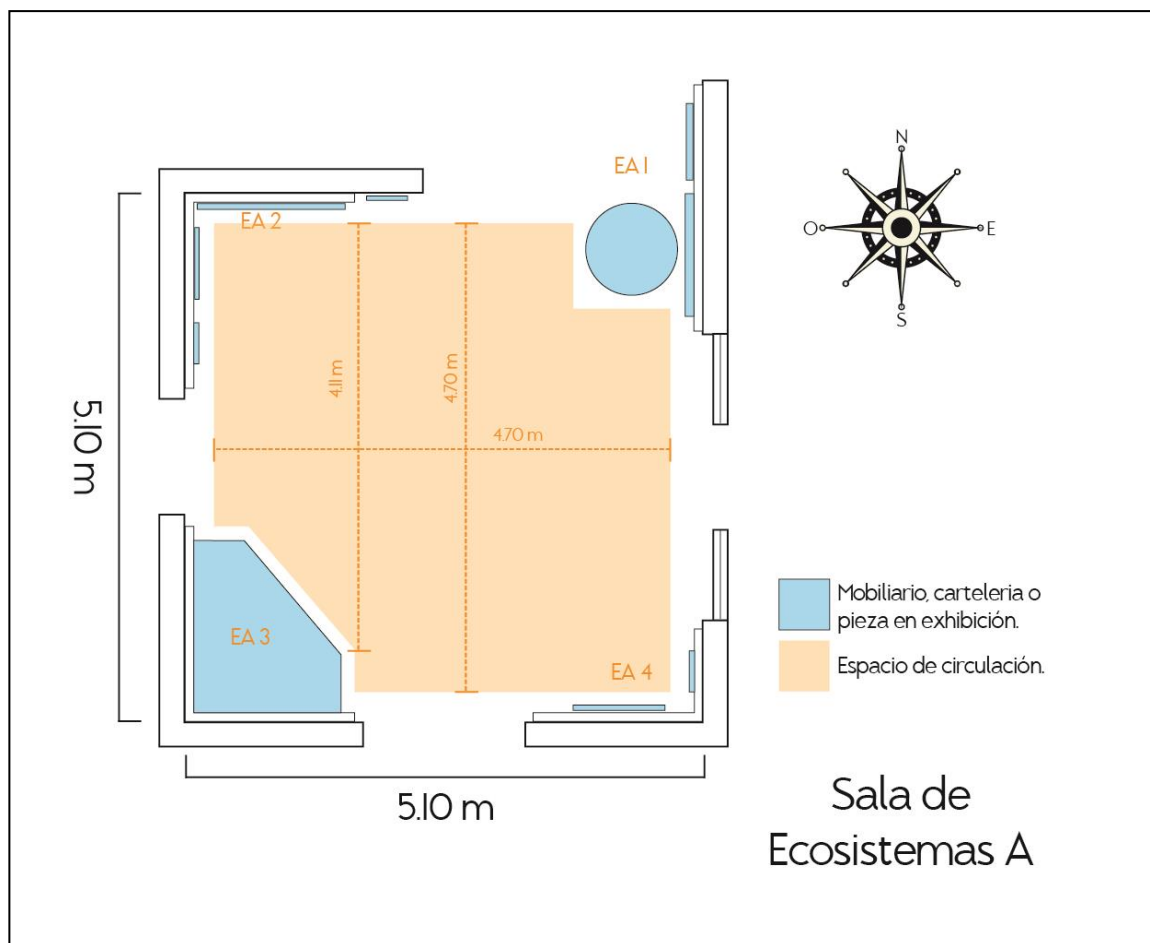 EA 1
N
O
E
S
EA 2
4.11 m
4.70 m
4.70 m
5.10 m
EA 3
EA 4
Mobiliario, carteleria o
pieza en exhibición.
Espacio de circulación.
5.10 m
Sala de
Ecosistemas A